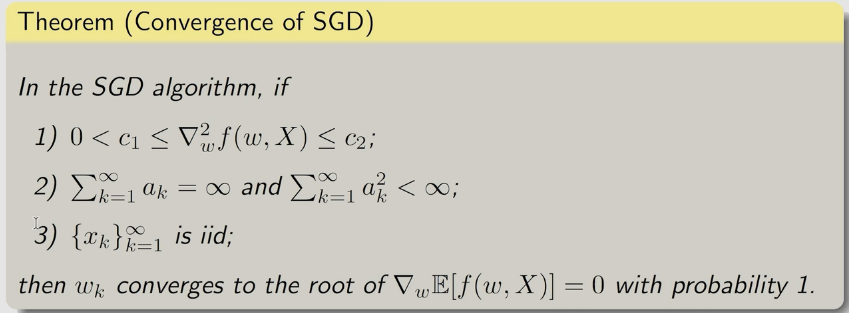 Theorem (Convergence of SGD)
In the SGD algorithm, if
1) $0 < c_1 \leq \nabla_w^2 f(w, X) \leq c_2$;
2) $\sum_{k=1}^{\infty} a_k = \infty$ and $\sum_{k=1}^{\infty} a_k^2 < \infty$;
3) $\{x_k\}_{k=1}^{\infty}$ is iid;
then $w_k$ converges to the root of $\nabla_w \mathbb{E}[f(w, X)] = 0$ with probability 1.